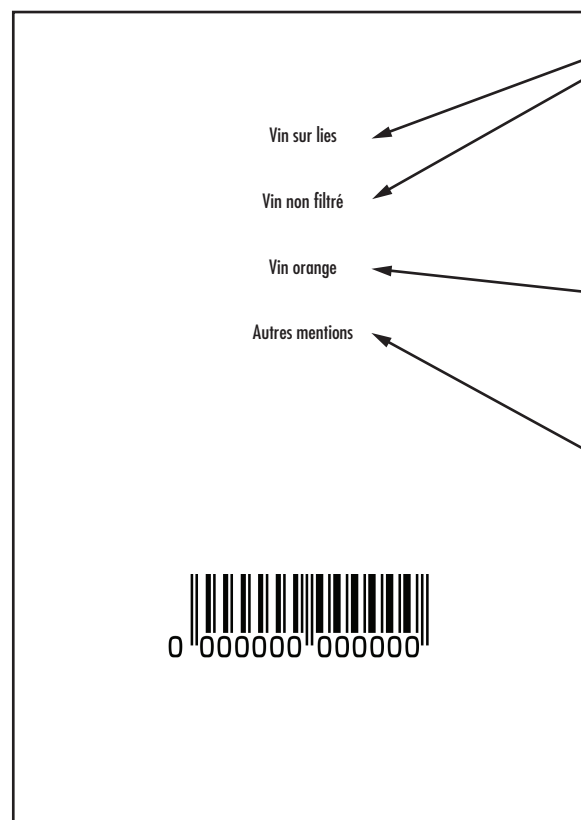 Vin sur lies
Vin non filtré
Vin orange
Autres mentions
0 000000 000000